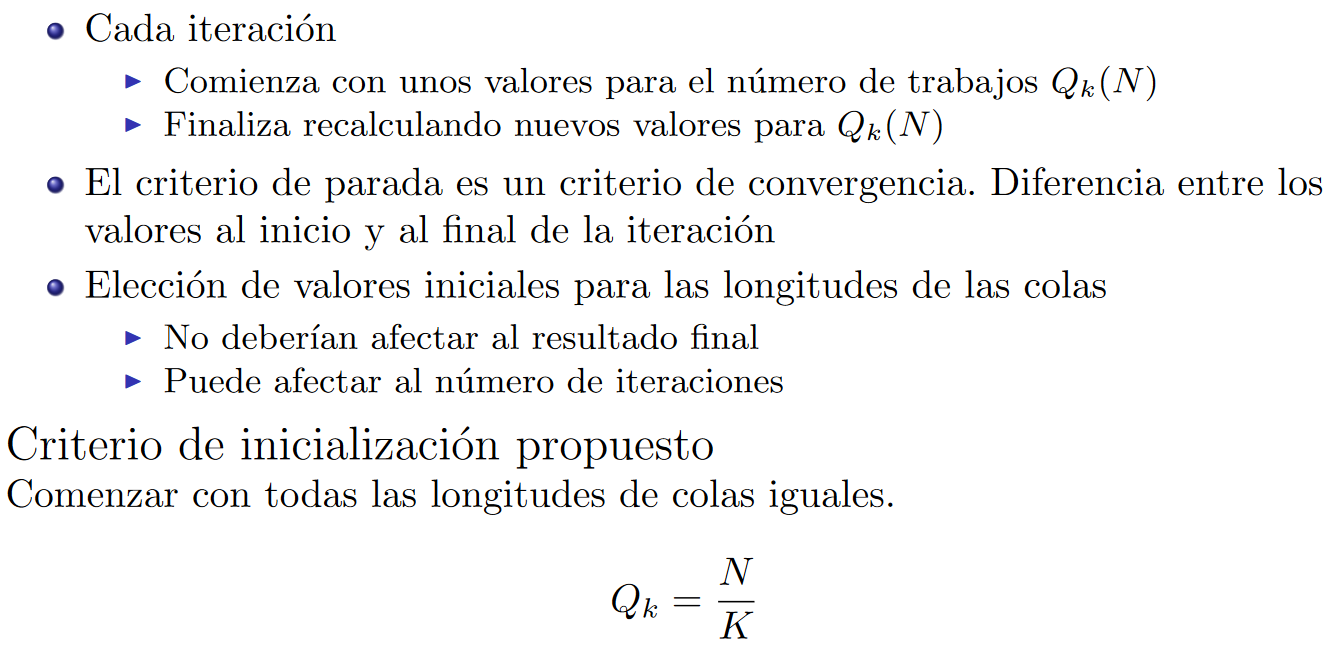 Cada iteración
Comienza con unos valores para el número de trabajos Q_k(N)
Finaliza recalculando nuevos valores para Q_k(N)
El criterio de parada es un criterio de convergencia. Diferencia entre los
valores al inicio y al final de la iteración
Elección de valores iniciales para las longitudes de las colas
No deberían afectar al resultado final
Puede afectar al número de iteraciones
Criterio de inicialización propuesto
Comenzar con todas las longitudes de colas iguales.
Q_k = N/K